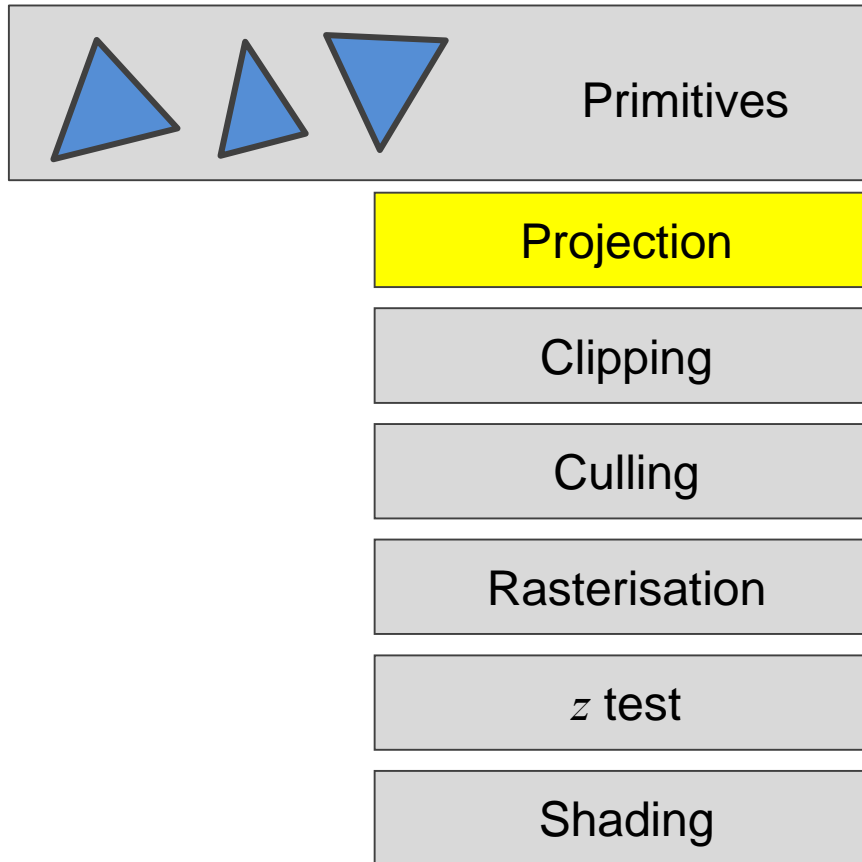 Primitives
Projection
Clipping
Culling
Rasterisation
z test
Shading